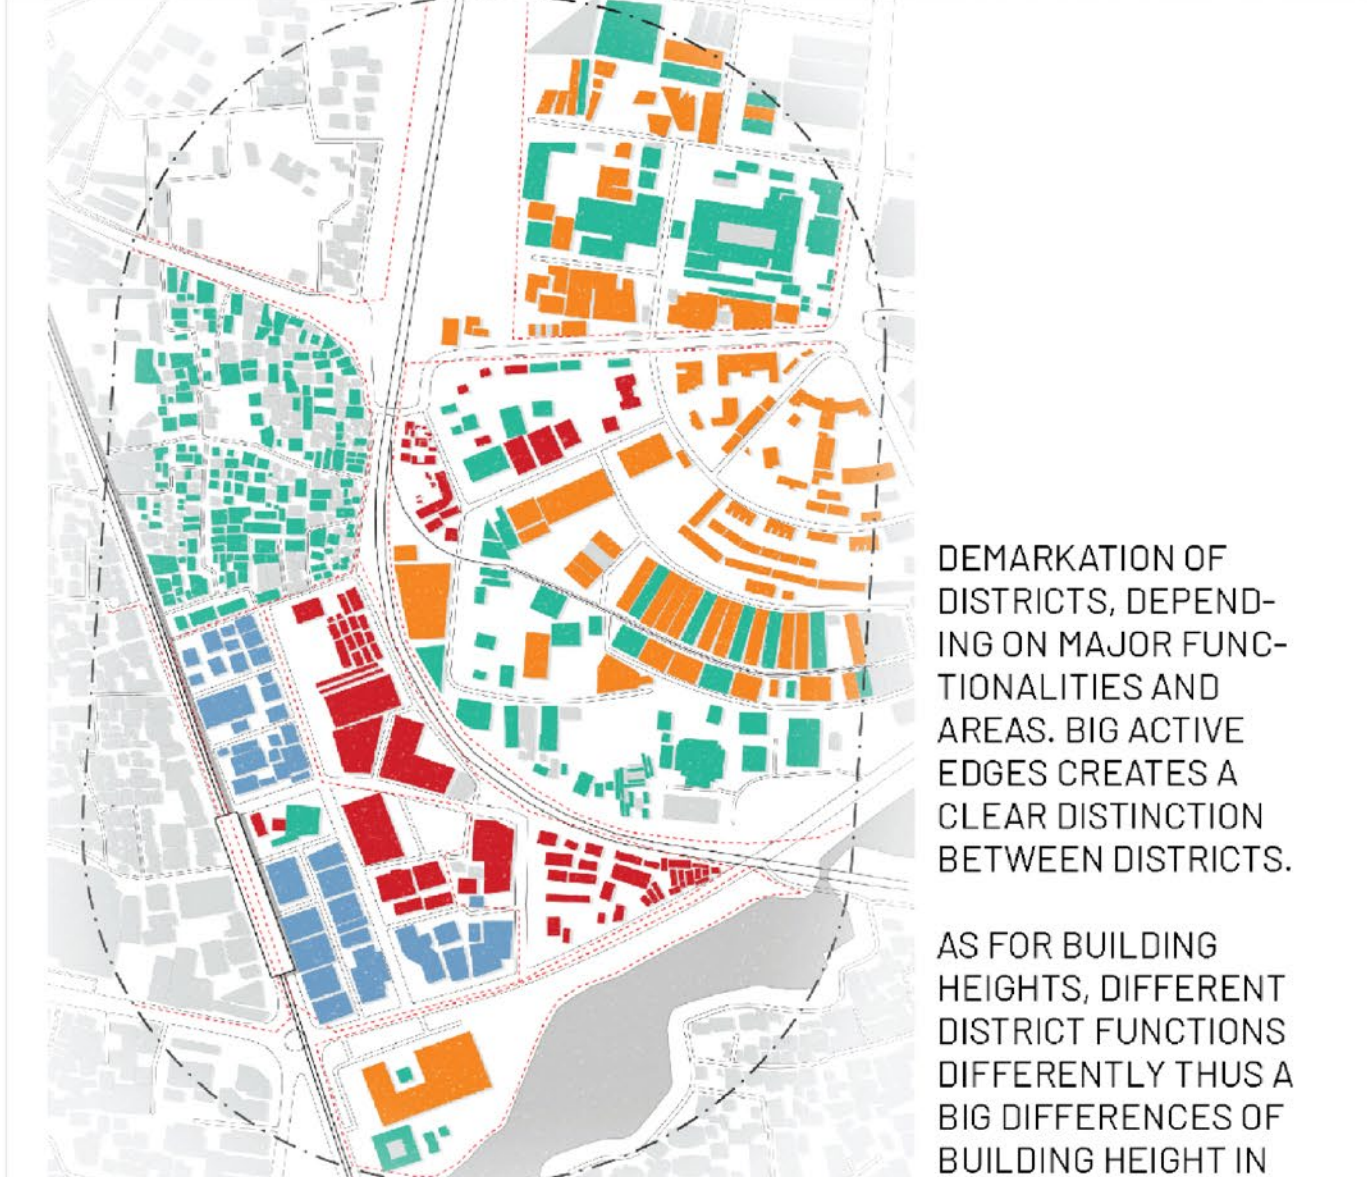 DEMARKATION OF
DISTRICTS, DEPEND-
ING ON MAJOR FUNC-
TIONALITIES AND
AREAS. BIG ACTIVE
EDGES CREATES A
CLEAR DISTINCTION
BETWEEN DISTRICTS.
AS FOR BUILDING
HEIGHTS, DIFFERENT
DISTRICT FUNCTIONS
DIFFERENTLY THUS A
BIG DIFFERENCES OF
BUILDING HEIGHT IN